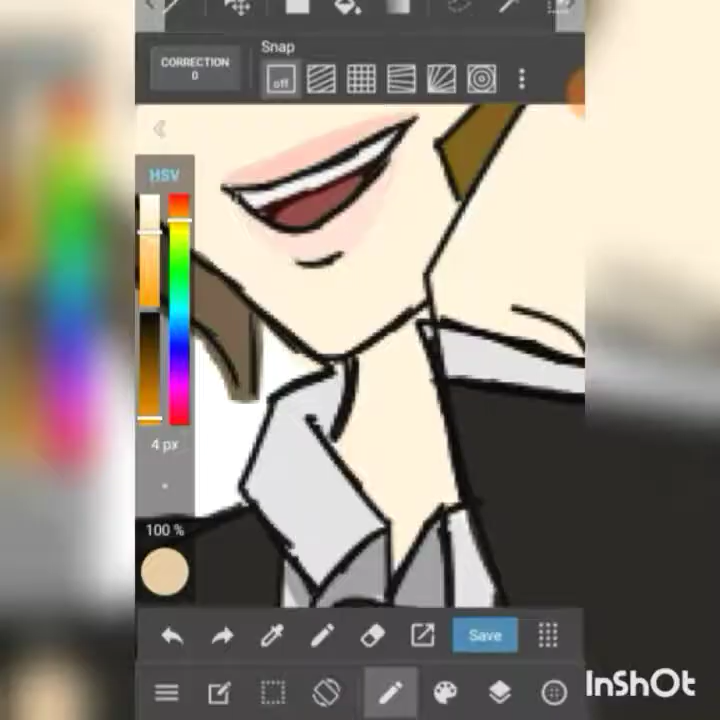 Snap
CORRECTION
0
off
HSV
4 px
100 %
Save
InShOt